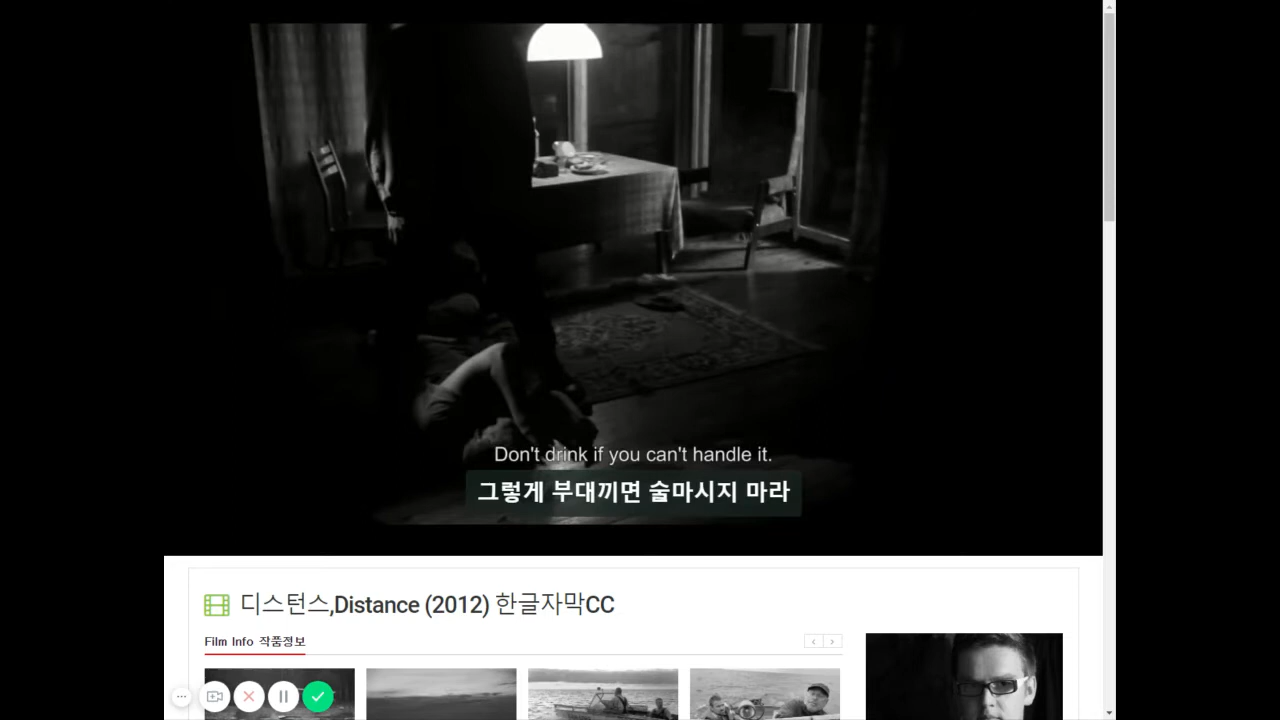 Don't drink if you can't handle it.
그렇게 부대끼면 술마시지 마라
디스턴스,Distance (2012) 한글자막CC
Film Info 작품정보